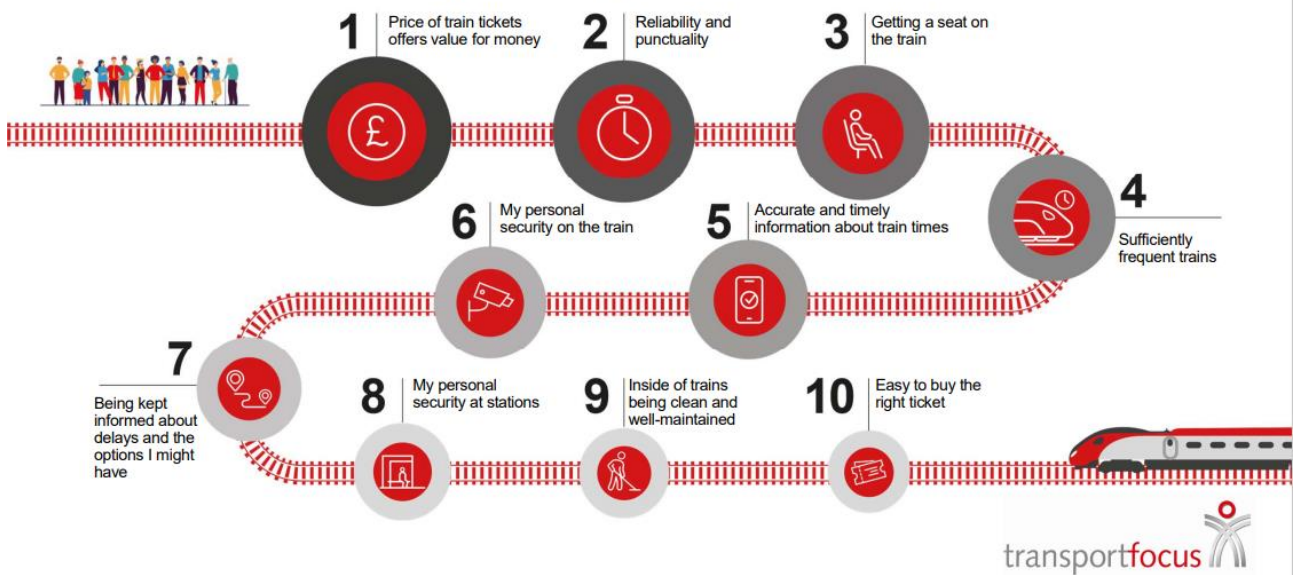 1
Price of train tickets
offers value for money
2
Reliability and
punctuality
3
Getting a seat on
the train
4
Sufficiently
frequent trains
5
Accurate and timely
information about train times
6
My personal
security on the train
7
Being kept
informed about
delays and the
options I might
have
8
My personal
security at stations
9
Inside of trains
being clean and
well-maintained
10
Easy to buy the
right ticket
£
transportfocus